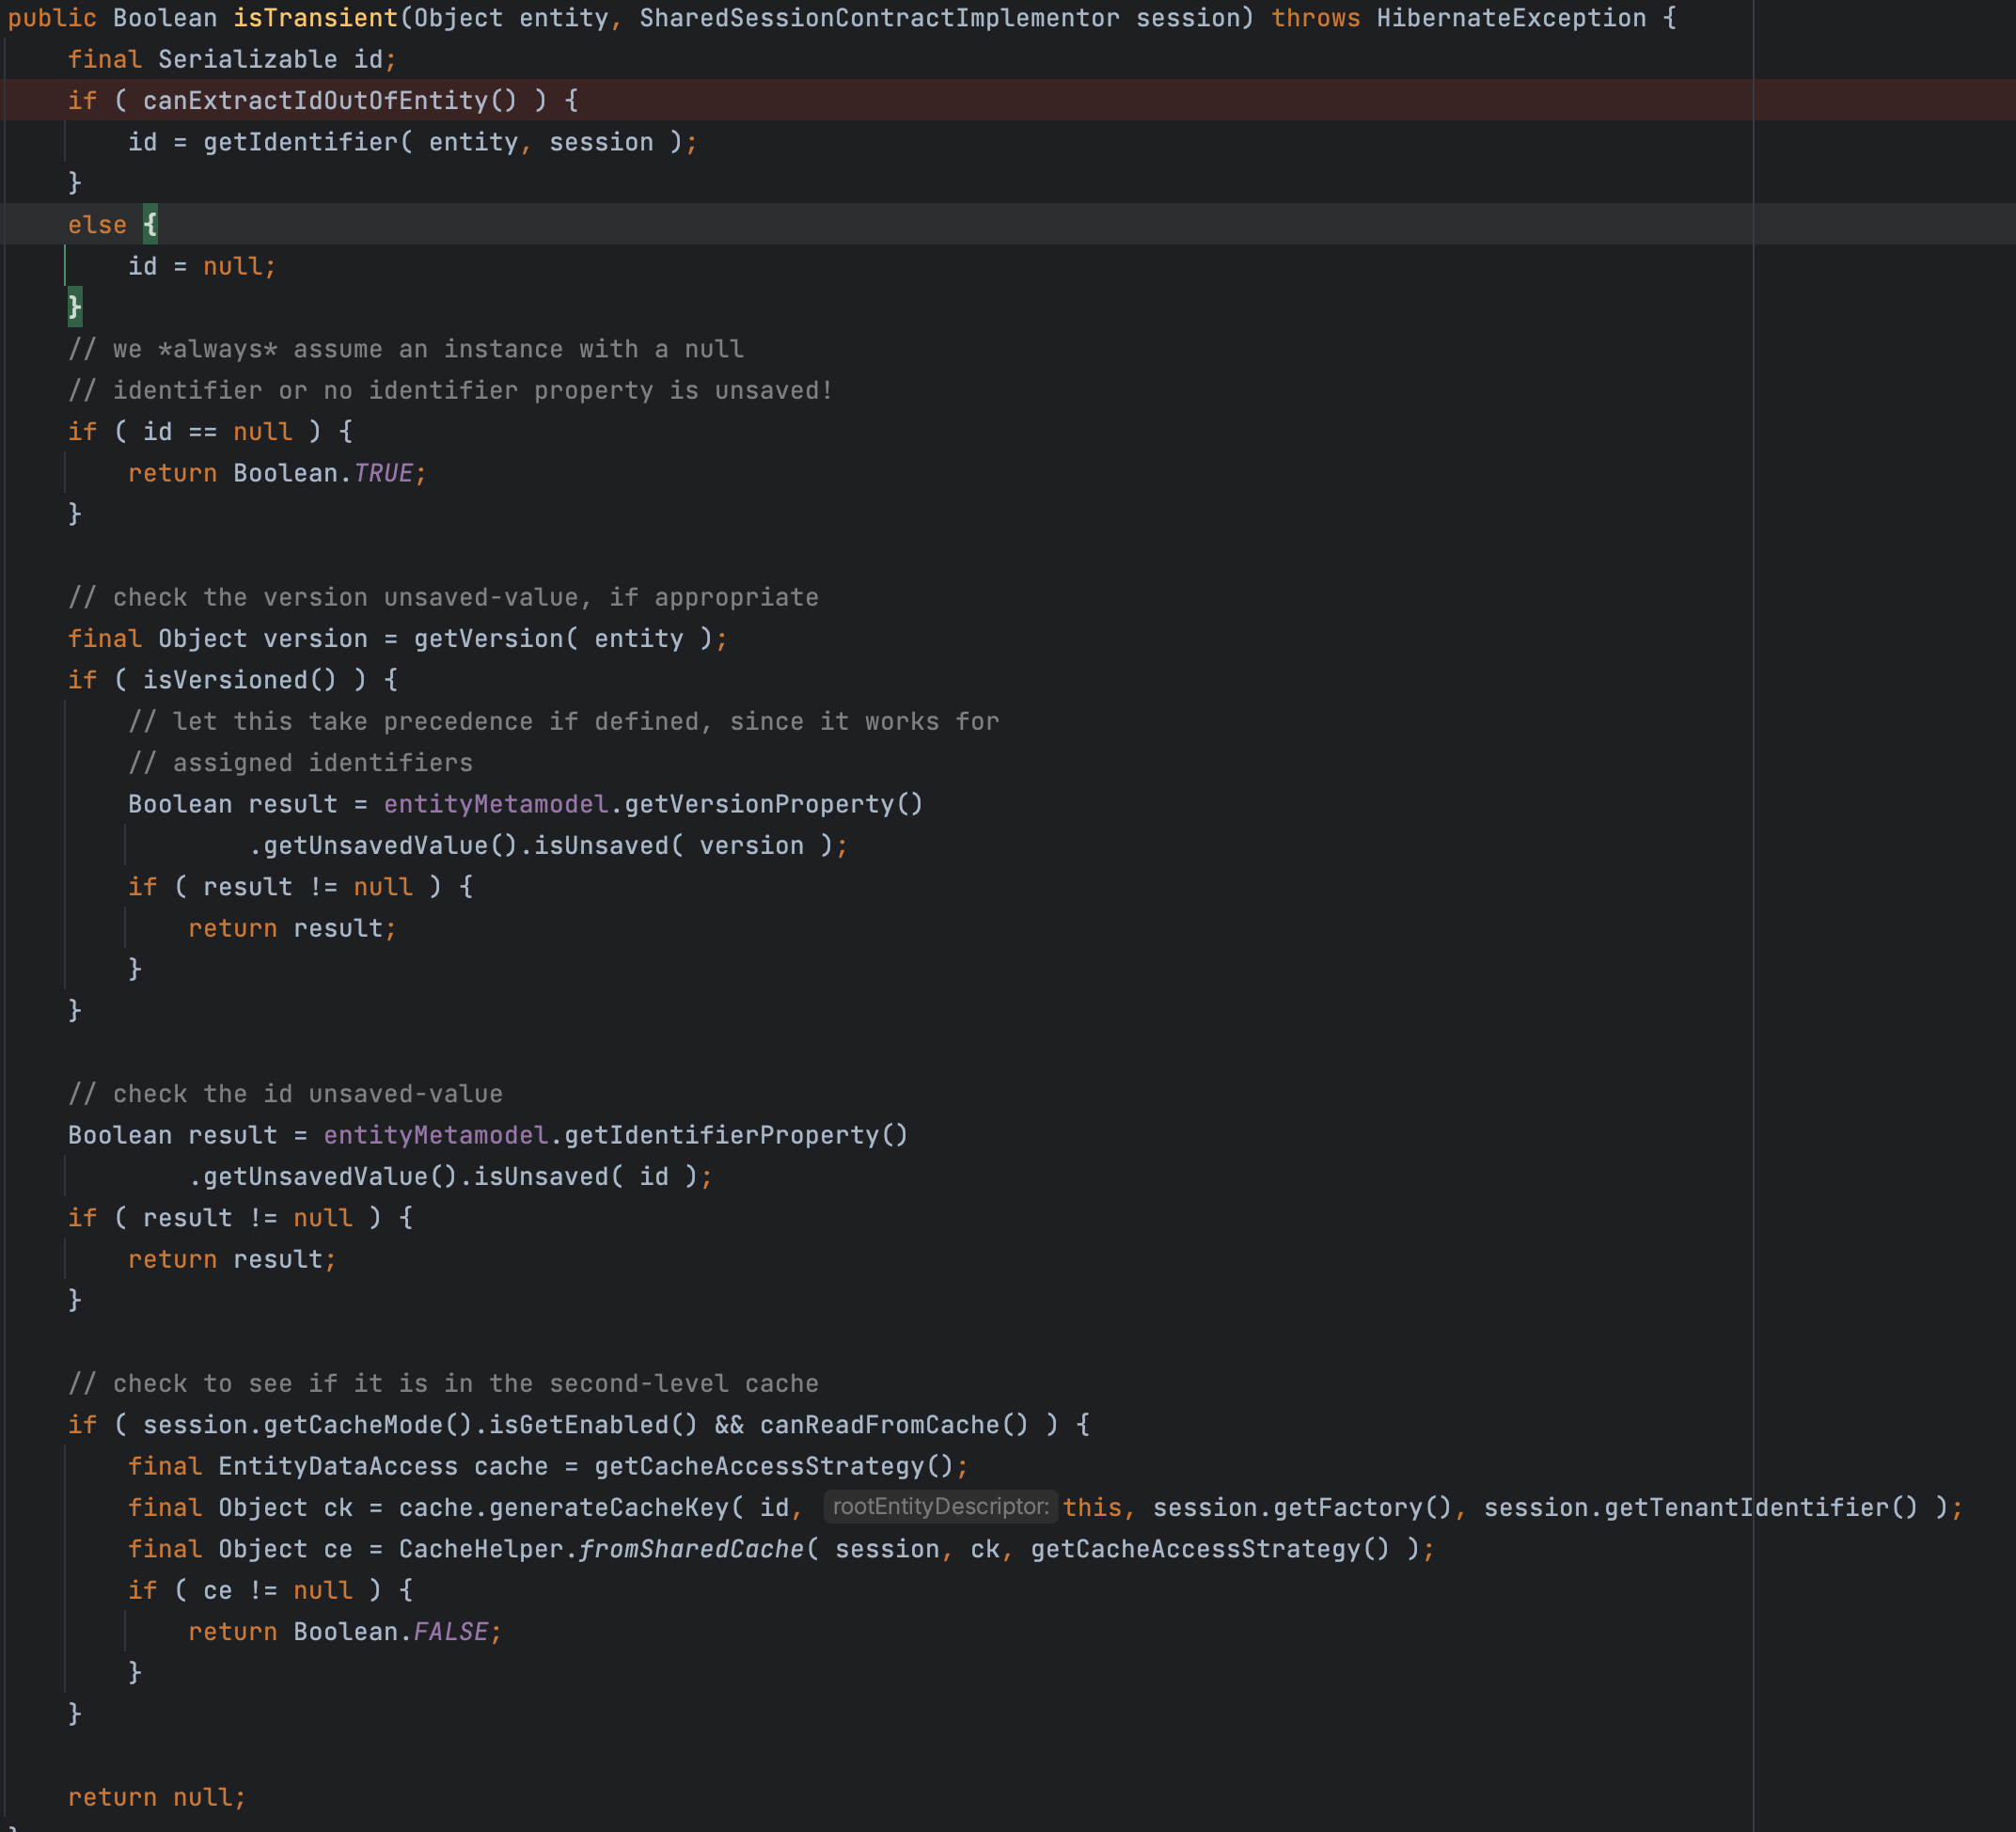 public Boolean isTransient(Object entity, SharedSessionContractImplementor session) throws HibernateException {
    final Serializable id;
    if ( canExtractIdOutOfEntity() ) {
        id = getIdentifier( entity, session );
    }
    else {
        id = null;
    }
    // we *always* assume an instance with a null
    // identifier or no identifier property is unsaved!
    if ( id == null ) {
        return Boolean.TRUE;
    }

    // check the version unsaved-value, if appropriate
    final Object version = getVersion( entity );
    if ( isVersioned() ) {
        // let this take precedence if defined, since it works for
        // assigned identifiers
        Boolean result = entityMetamodel.getVersionProperty()
                .getUnsavedValue().isUnsaved( version );
        if ( result != null ) {
            return result;
        }
    }

    // check the id unsaved-value
    Boolean result = entityMetamodel.getIdentifierProperty()
            .getUnsavedValue().isUnsaved( id );
    if ( result != null ) {
        return result;
    }

    // check to see if it is in the second-level cache
    if ( session.getCacheMode().isGetEnabled() && canReadFromCache() ) {
        final EntityDataAccess cache = getCacheAccessStrategy();
        final Object ck = cache.generateCacheKey( id, rootEntityDescriptor: this, session.getFactory(), session.getTenantIdentifier() );
        final Object ce = CacheHelper.fromSharedCache( session, ck, getCacheAccessStrategy() );
        if ( ce != null ) {
            return Boolean.FALSE;
        }
    }

    return null;
}